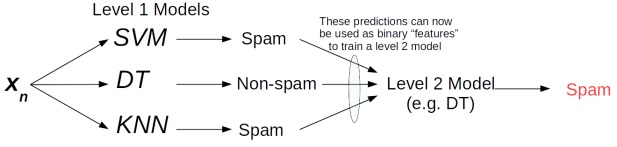 Level 1 Models
These predictions can now
be used as binary “features”
to train a level 2 model
SVM
Spam
x_n
DT
Non-spam
Level 2 Model
(e.g. DT)
Spam
KNN
Spam